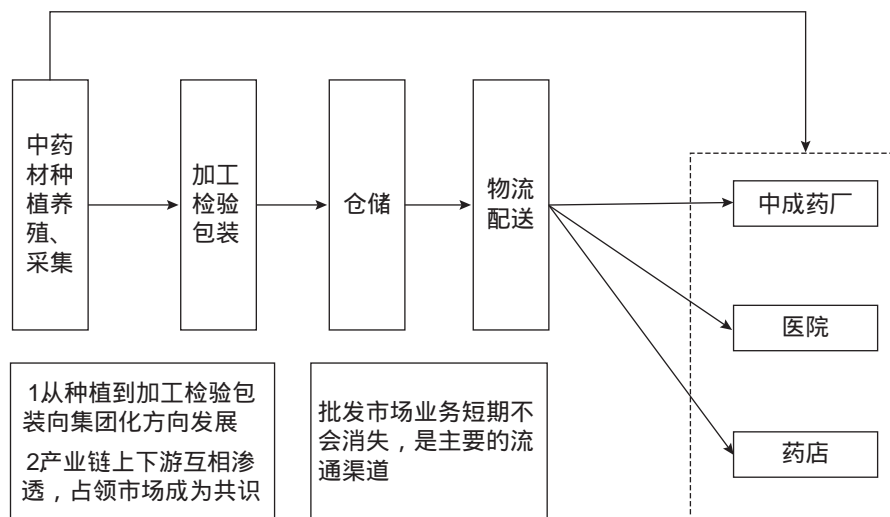 中药
材种
植养
殖、
采集
加工
检验
包装
仓储
物流
配送
中成药厂
医院
药店
1从种植到加工检验包
装向集团化方向发展
2产业链上下游互相渗
透，占领市场成为共识
批发市场业务短期不
会消失，是主要的流
通渠道